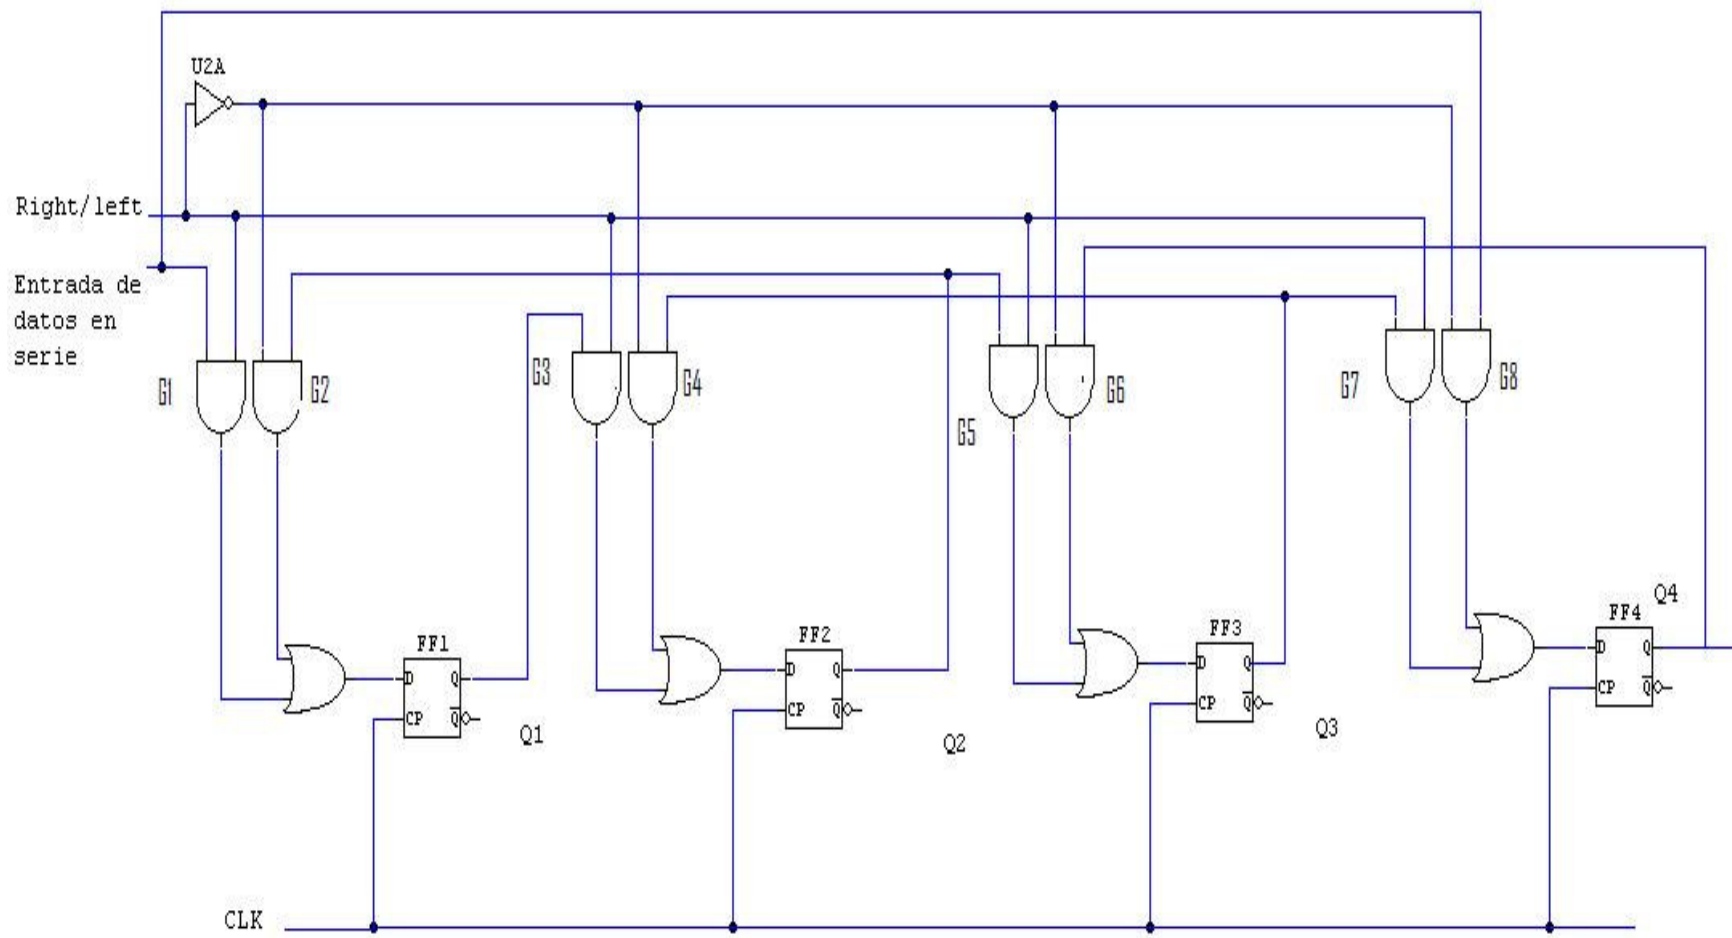 U2A
Right/left
Entrada de
datos en
serie
G1
G2
G3
G4
G5
G6
G7
G8
FF1
D
Q
CP
Q
Q1
FF2
D
Q
CP
Q
Q2
FF3
D
Q
CP
Q
Q3
FF4
D
Q
CP
Q
Q4
CLK